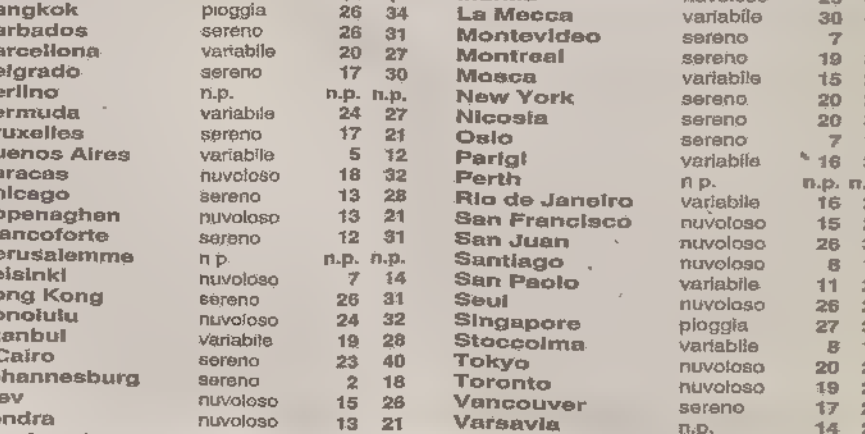 angkok pioggia 26 34
arbados sereno 26 31
arcellona variabile 20 27
elgrado sereno 17 30
erlino n.p. n.p. n.p.
ermuda variabile 24 27
ruxelles sereno 17 21
uenos Aires variabile 5 12
aracas nuvoloso 18 32
hicago sereno 13 28
openaghen nuvoloso 13 21
ancoforte sereno 12 31
erusalemme n p. n.p. n.p.
elsinki nuvoloso 7 14
ong Kong sereno 26 31
onolulu nuvoloso 24 32
tanbul variabile 19 28
Cairo sereno 23 40
ohannesburg sereno 2 18
ev nuvoloso 15 26
ondra nuvoloso 13 21
La Mecca variabile 30
Montevideo sereno 7
Montreal sereno 19
Mosca variabile 15
New York sereno 20
Nicosia sereno 20
Oslo sereno 7
Parigi variabile 16
Perth n p. n.p. n.
Rio de Janeiro variabile 16
San Francisco nuvoloso 15
San Juan nuvoloso 26
Santiago nuvoloso 8
San Paolo variabile 11
Seul nuvoloso 26
Singapore pioggia 27
Stoccolma variabile 8
Tokyo nuvoloso 20
Toronto nuvoloso 19
Vancouver sereno 17
Varsavia n.p. 14